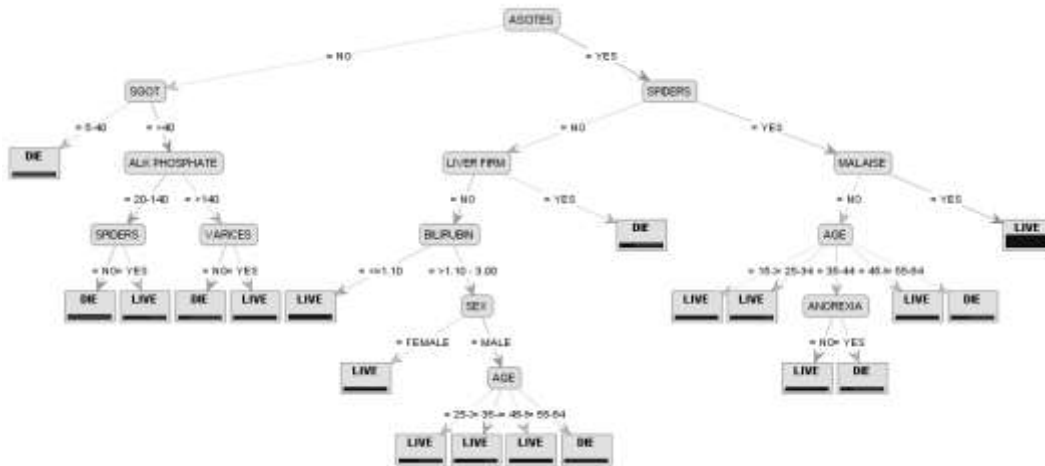 ASOTES
= NO
= YES
SGOT
SPIDERS
= >40
= NO
= YES
DIE
ALK PHOSPHATE
LIVER FIRM
MALAISE
= 20-140
= >140
= NO
= YES
= NO
= YES
SPIDERS
VARICES
BILIRUBIN
DIE
AGE
LIVE
= NO
= YES
= NO
= YES
= <=1.10
= >1.10 - 3.00
DIE
LIVE
DIE
LIVE
LIVE
SEX
LIVE
LIVE
ANOREXIA
LIVE
DIE
= FEMALE
= MALE
= NO
= YES
LIVE
AGE
LIVE
DIE
LIVE
LIVE
LIVE
DIE